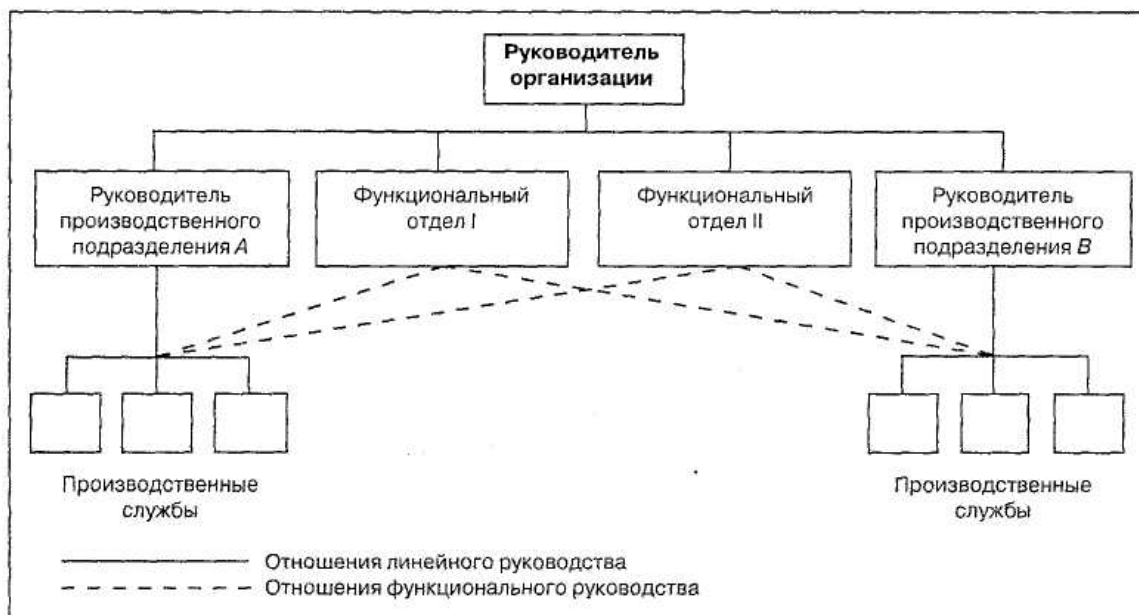 Руководитель
организации
Руководитель
производственного
подразделения A
Функциональный
отдел I
Функциональный
отдел II
Руководитель
производственного
подразделения B
Производственные
службы
Производственные
службы
Отношения линейного руководства
Отношения функционального руководства